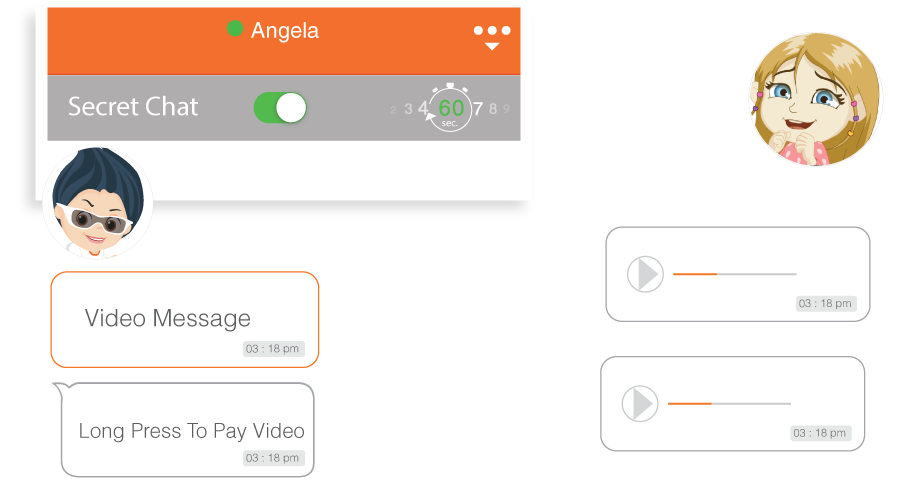 Angela
Secret Chat
2 3 4 60 7 8 9
sec.
Video Message
03 : 18 pm
Long Press To Pay Video
03 : 18 pm
03 : 18 pm
03 : 18 pm